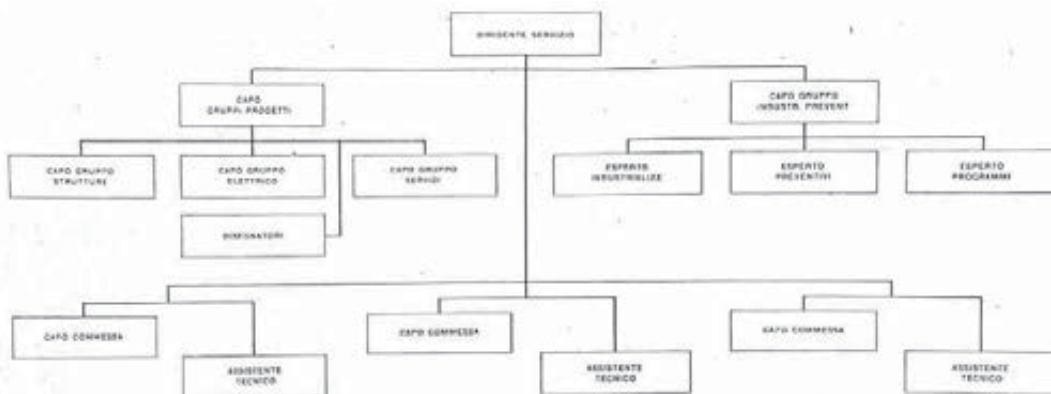 DIRIGENTE SERVIZIO
CAPO
GRUPPI PROGETTI
CAPO GRUPPO
INDUSTR. PREVENT.
CAPO GRUPPO
STRUTTURE
CAPO GRUPPO
ELETTRICO
CAPO GRUPPO
SERVIZI
ESPERTO
INDUSTRIALIZZ.
ESPERTO
PREVENTIVI
ESPERTO
PROGRAMMI
DISEGNATORI
CAPO COMMESSA
ASSISTENTE
TECNICO
CAPO COMMESSA
ASSISTENTE
TECNICO
CAPO COMMESSA
ASSISTENTE
TECNICO